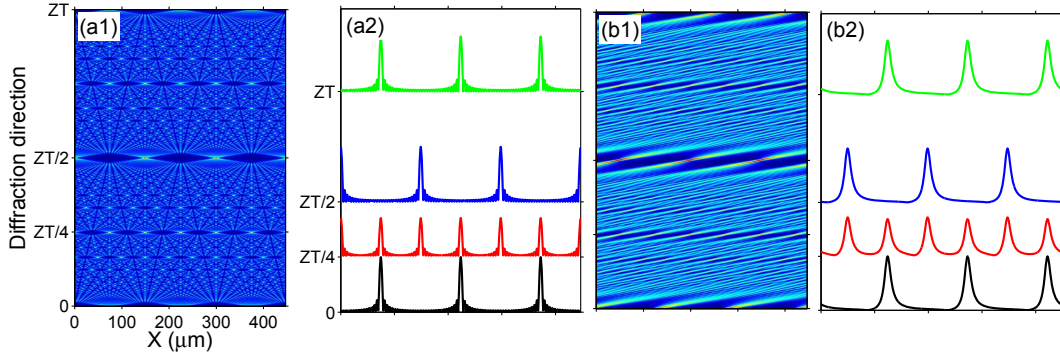 (a1)
(a2)
(b1)
(b2)
ZT
ZT/2
ZT/4
0
Diffraction direction
0
100
200
300
400
X (μm)
ZT
ZT/2
ZT/4
0